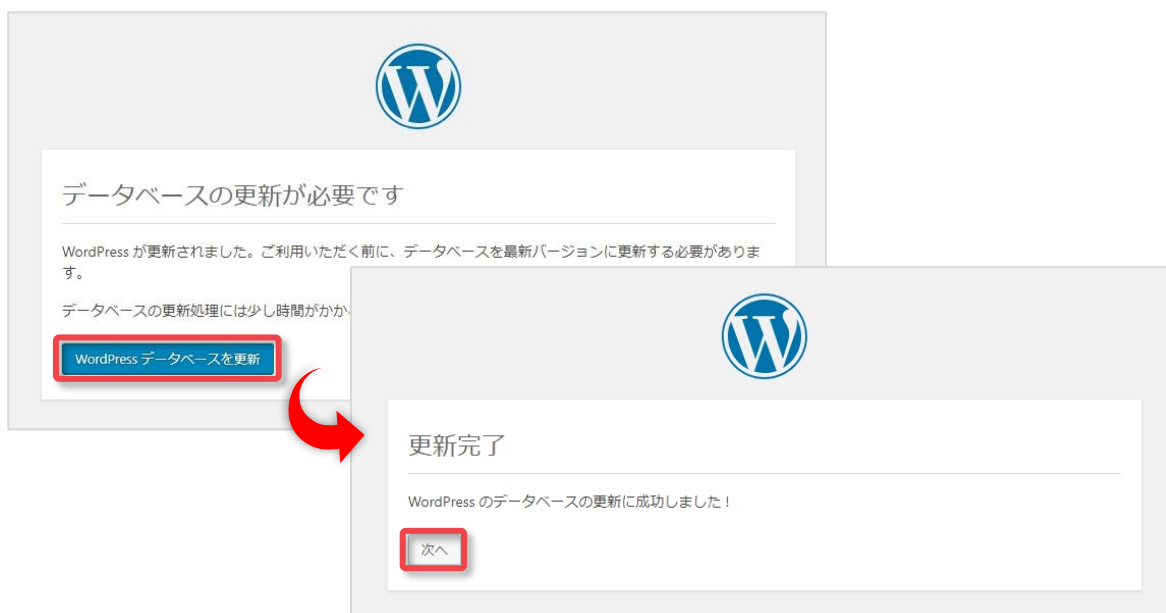 データベースの更新が必要です
WordPress が更新されました。ご利用いただく前に、データベースを最新バージョンに更新する必要がありま
す。
データベースの更新処理には少し時間がかか
WordPress データベースを更新
更新完了
WordPress のデータベースの更新に成功しました !
次へ